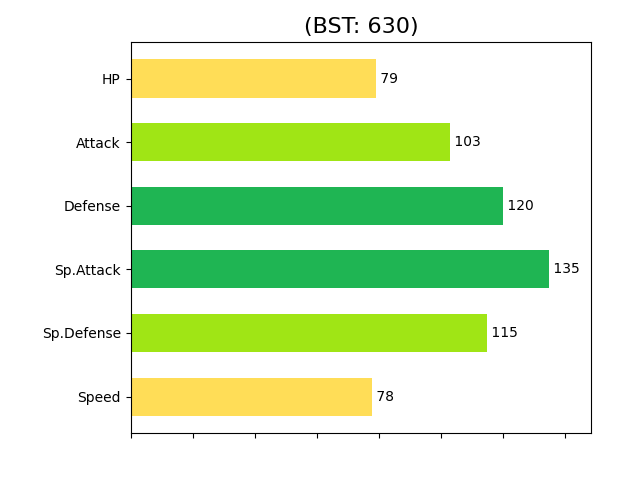 (BST: 630)
HP 79
Attack 103
Defense 120
Sp.Attack 135
Sp.Defense 115
Speed 78